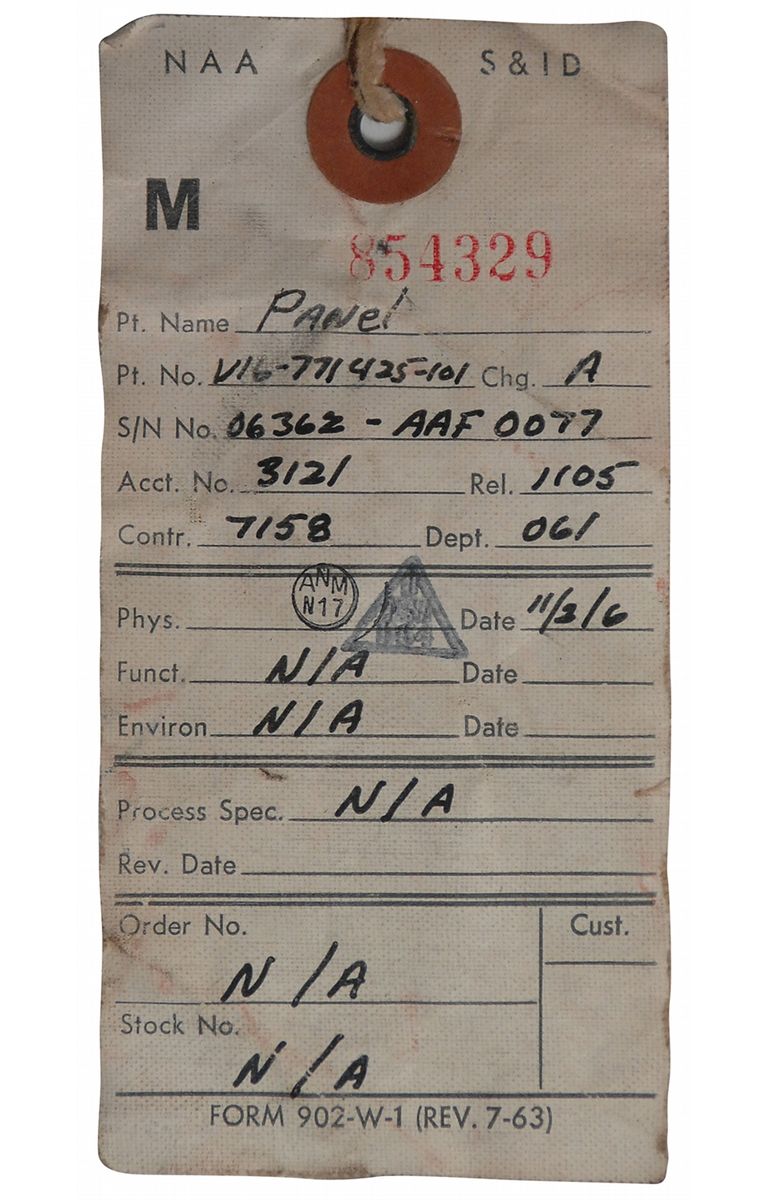 NAA S&ID
M
854329
Pt. Name Panel
Pt. No. V16-771425-101 Chg. A
S/N No. 06362 - AAF 0077
Acct. No. 3121 Rel. 1105
Contr. 7158 Dept. 061
ANM
N17
Phys. Date 11/2/6
Funct. N/A Date
Environ N/A Date
Process Spec. N/A
Rev. Date
Order No. Cust.
N/A
Stock No.
N/A
FORM 902-W-1 (REV. 7-63)